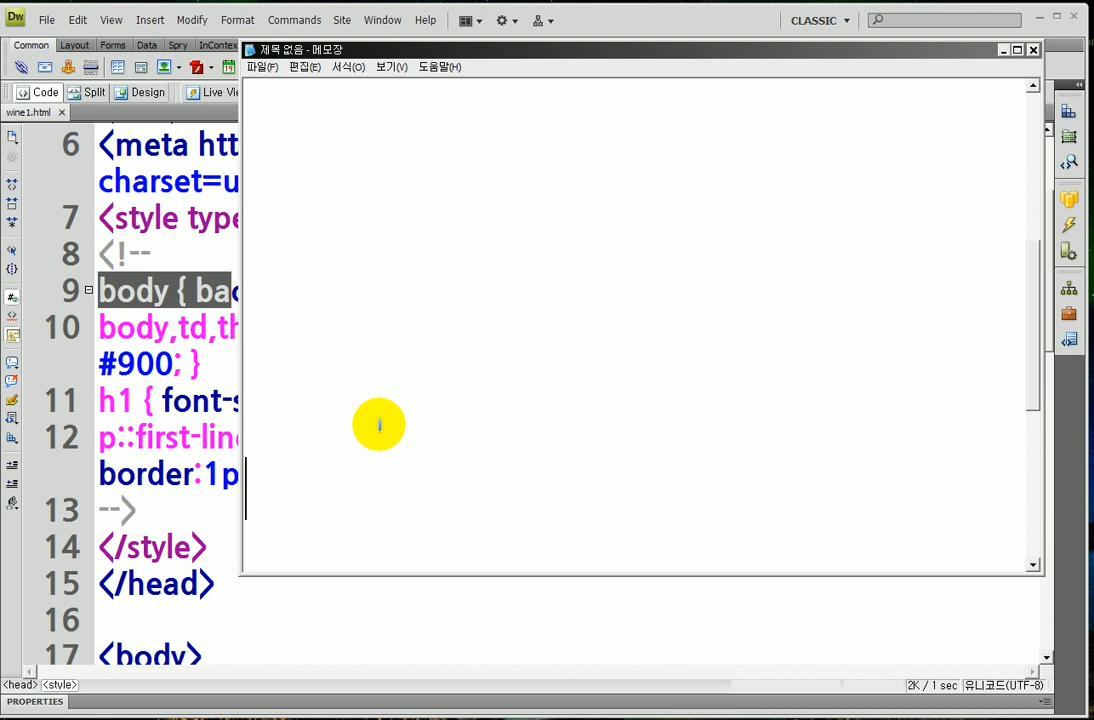 Dw File Edit View Insert Modify Format Commands Site Window Help CLASSIC
Common Layout Forms Data Spry InContex
제목 없음 - 메모장
파일(F) 편집(E) 서식(O) 보기(V) 도움말(H)
Code Split Design Live Vie
wine1.html
6 <meta htt
charset=u
7 <style type
8 <!--
9 body { bac
10 body,td,th
#900; }
11 h1 { font-s
12 p::first-lin
border:1p
13 -->
14 </style>
15 </head>
16
17 <body>
<head> <style> 2K / 1 sec 유니코드(UTF-8)
PROPERTIES